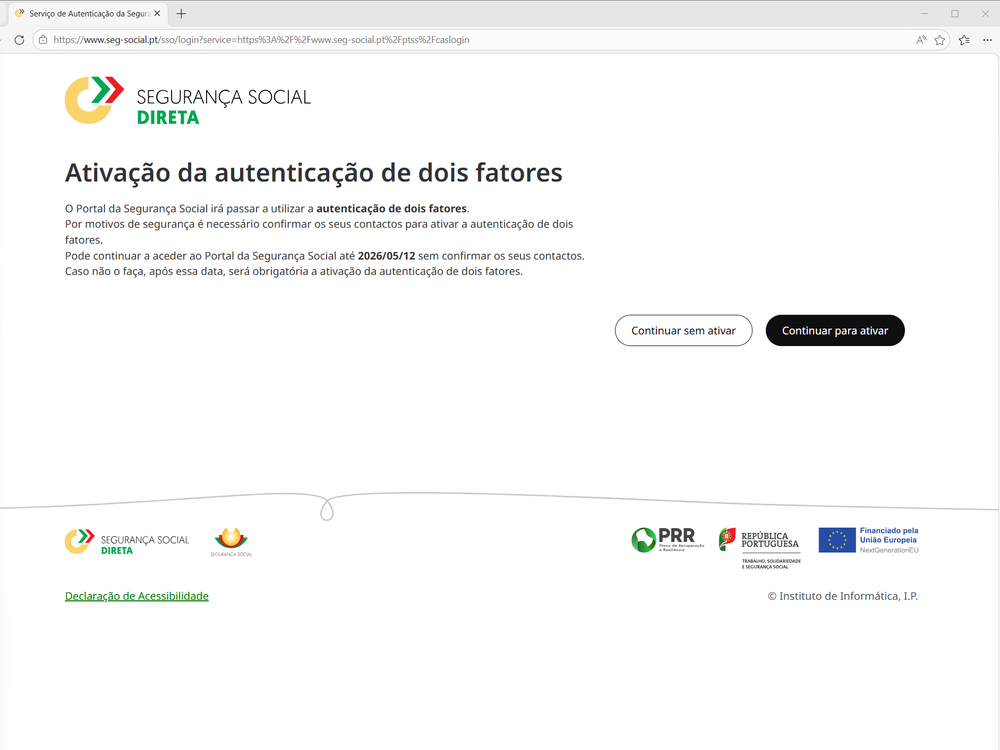 Serviço de Autenticação da Segura
https://www.seg-social.pt/sso/login?service=https%3A%2F%2Fwww.seg-social.pt%2Fptss%2Fcaslogin
SEGURANÇA SOCIAL
DIRETA
Ativação da autenticação de dois fatores
O Portal da Segurança Social irá passar a utilizar a autenticação de dois fatores.
Por motivos de segurança é necessário confirmar os seus contactos para ativar a autenticação de dois
fatores.
Pode continuar a aceder ao Portal da Segurança Social até 2026/05/12 sem confirmar os seus contactos.
Caso não o faça, após essa data, será obrigatória a ativação da autenticação de dois fatores.
Continuar sem ativar
Continuar para ativar
SEGURANÇA SOCIAL
DIRETA
SEGURANÇA SOCIAL
PRR
Plano de Recuperação
e Resiliência
REPÚBLICA
PORTUGUESA
TRABALHO, SOLIDARIEDADE
E SEGURANÇA SOCIAL
Financiado pela
União Europeia
NextGenerationEU
Declaração de Acessibilidade
© Instituto de Informática, I.P.